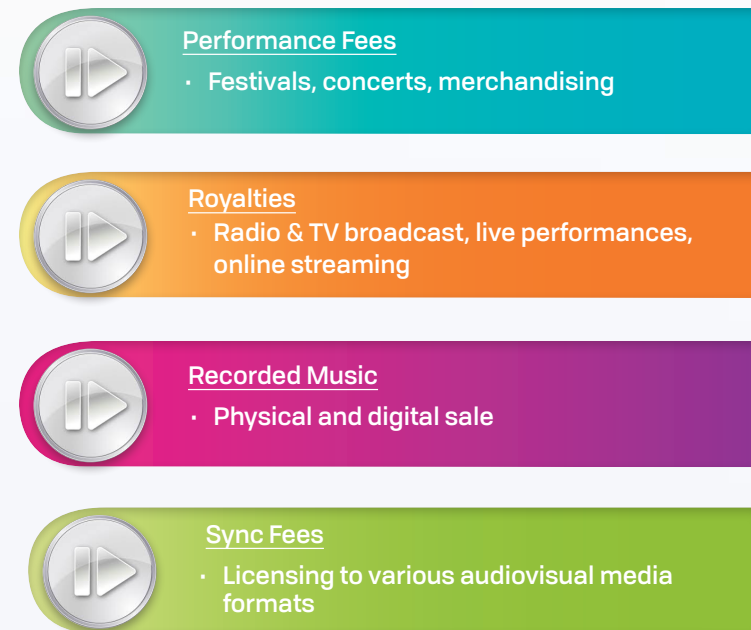 Performance Fees
· Festivals, concerts, merchandising
Royalties
· Radio & TV broadcast, live performances,
online streaming
Recorded Music
· Physical and digital sale
Sync Fees
· Licensing to various audiovisual media
formats